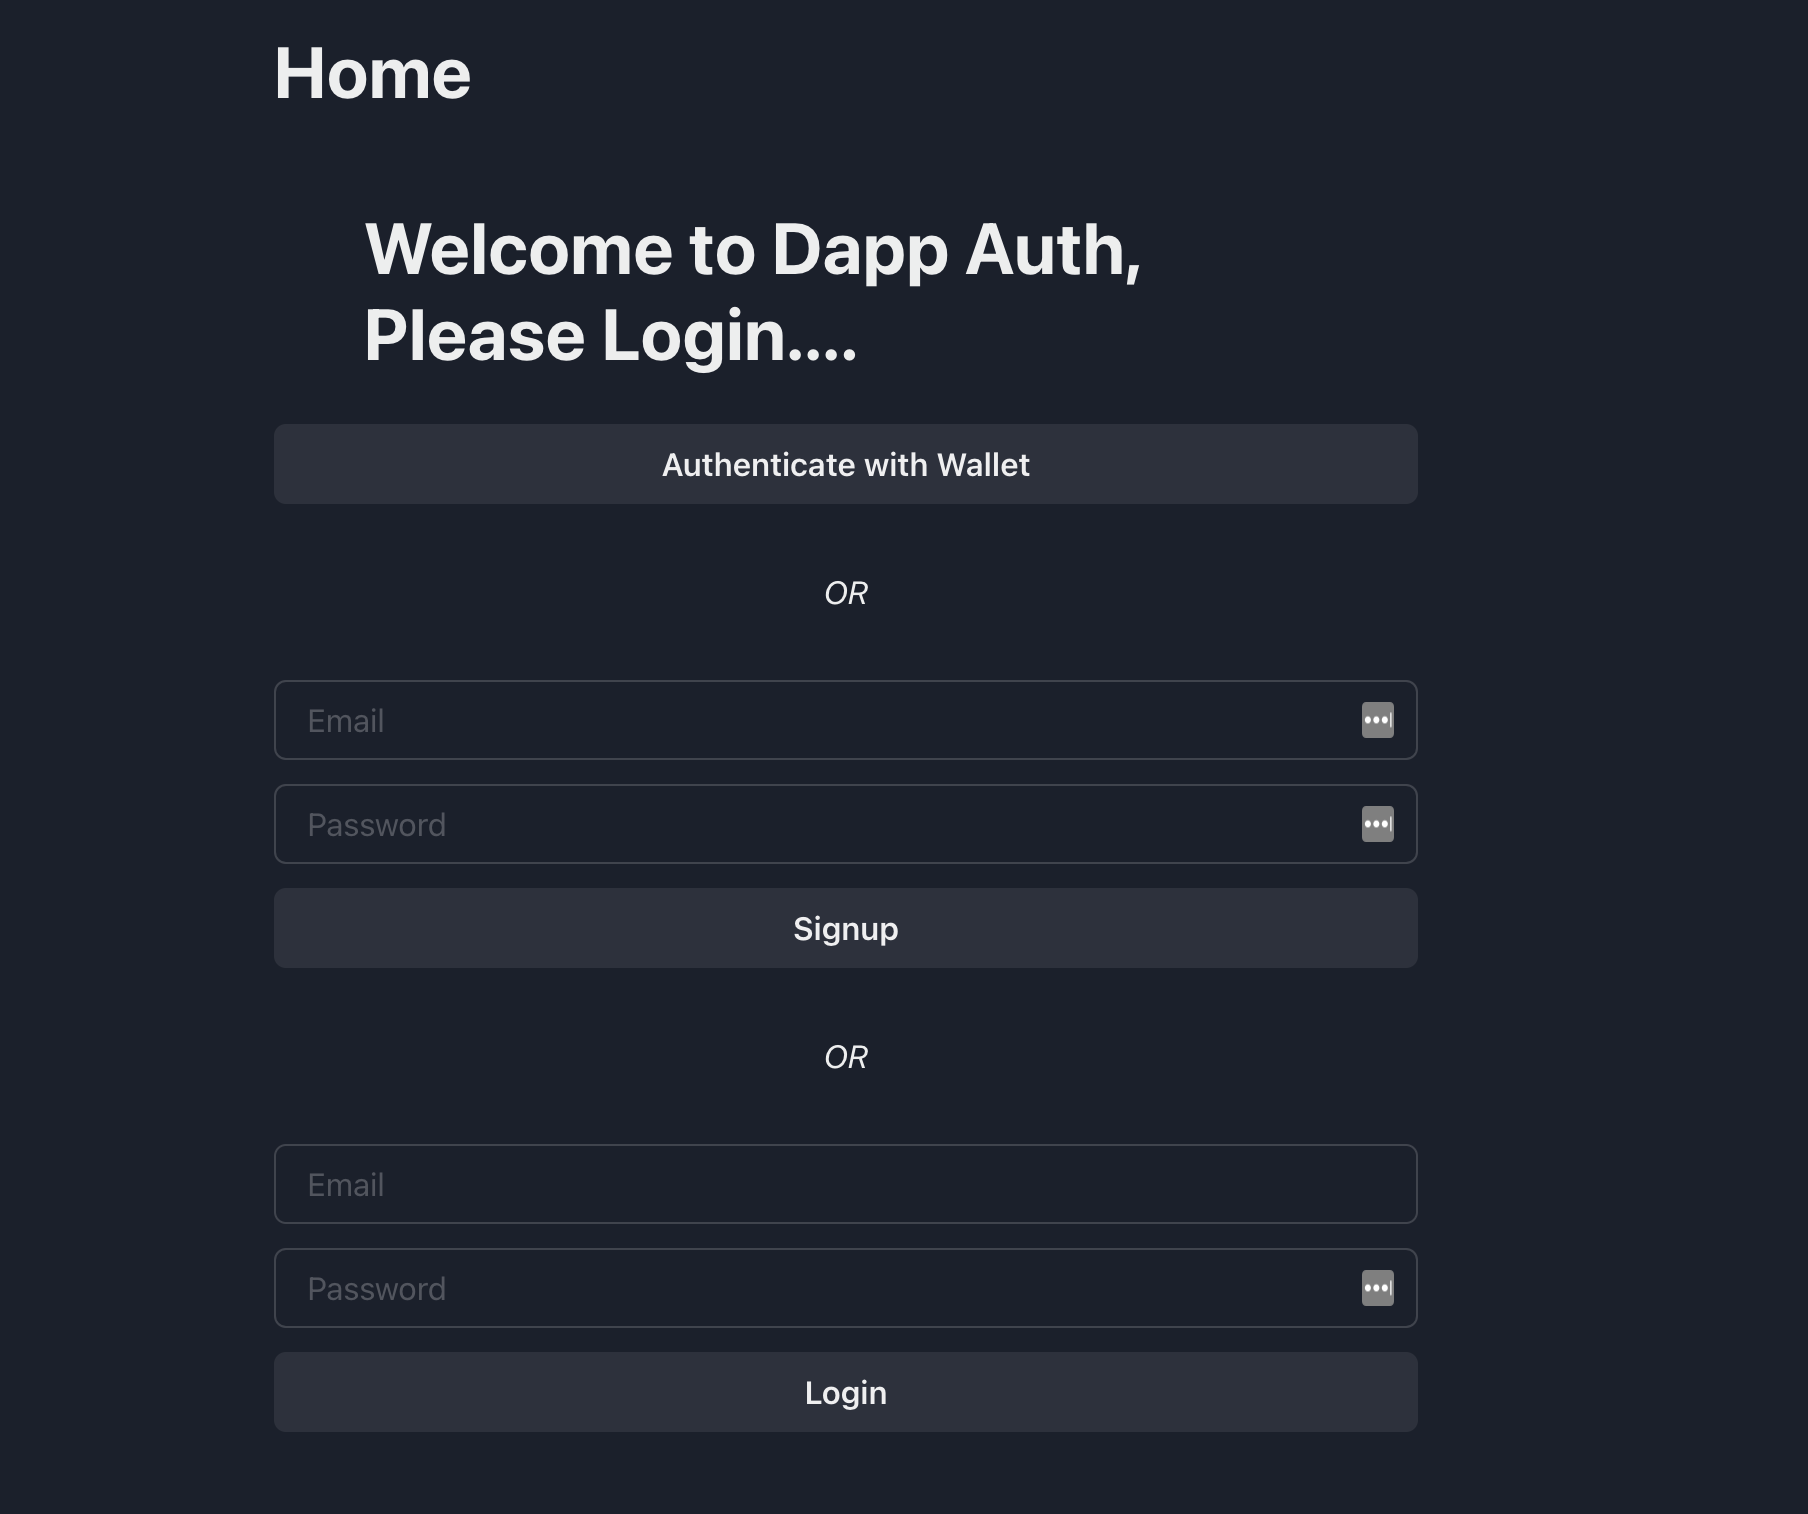 Home
Welcome to Dapp Auth,
Please Login....
Authenticate with Wallet
OR
Email
Password
Signup
OR
Email
Password
Login